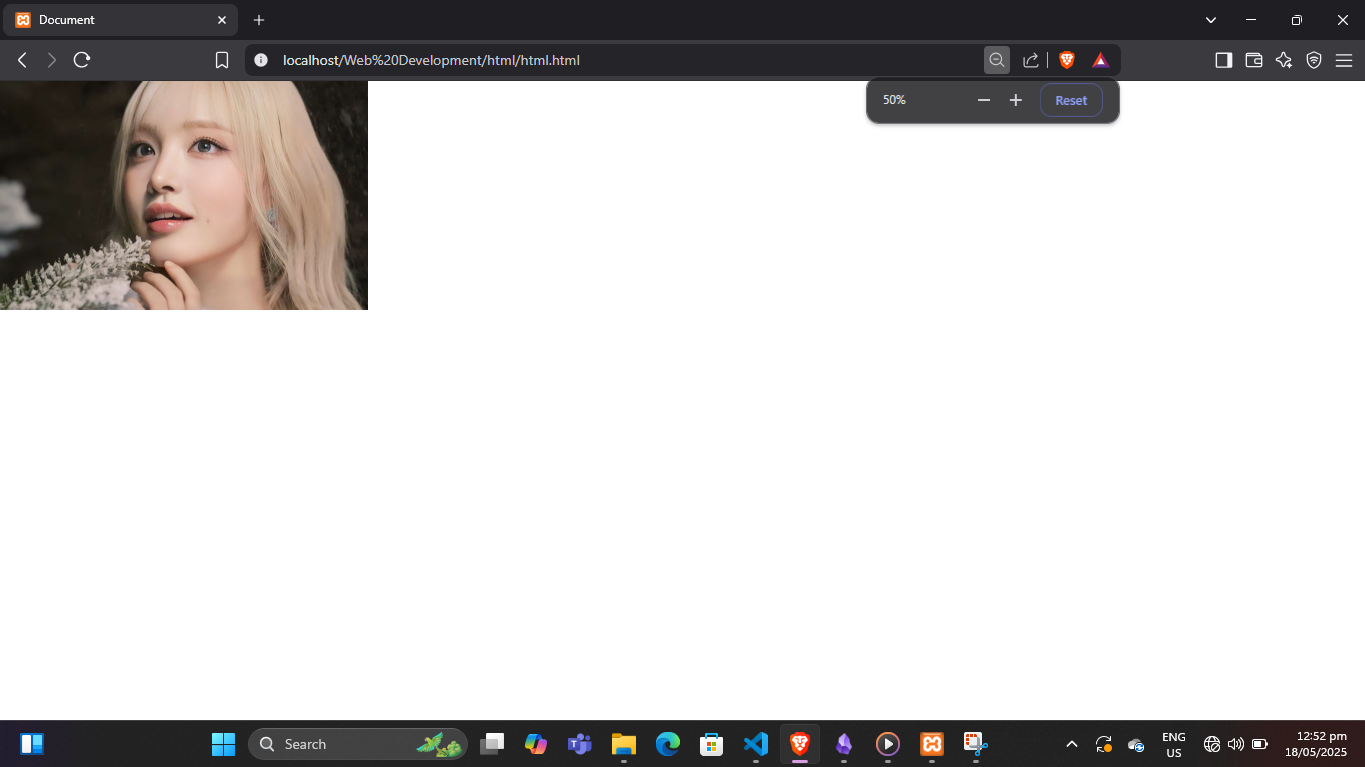 Document
localhost/Web%20Development/html/html.html
50%
Reset
Search
ENG
US
12:52 pm
18/05/2025